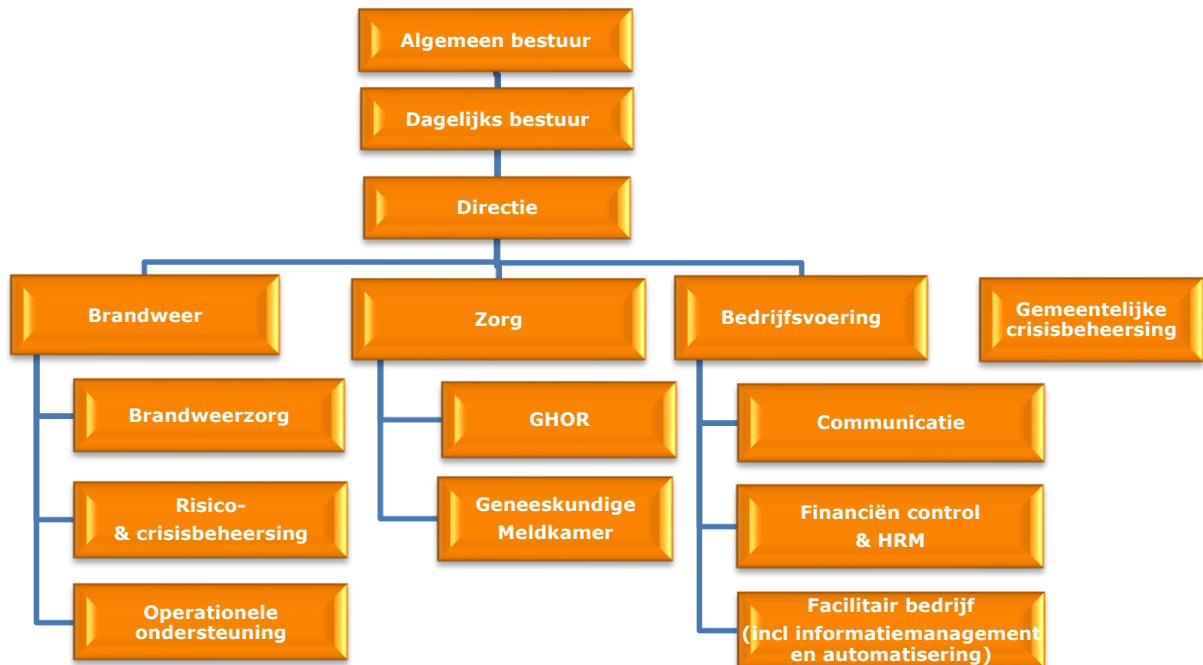 Algemeen bestuur
Dagelijks bestuur
Directie
Brandweer
Zorg
Bedrijfsvoering
Gemeentelijke
crisisbeheersing
Brandweerzorg
GHOR
Communicatie
Risico-
& crisisbeheersing
Geneeskundige
Meldkamer
Financiën control
& HRM
Operationele
ondersteuning
Facilitair bedrijf
(incl informatiemanagement
en automatisering)